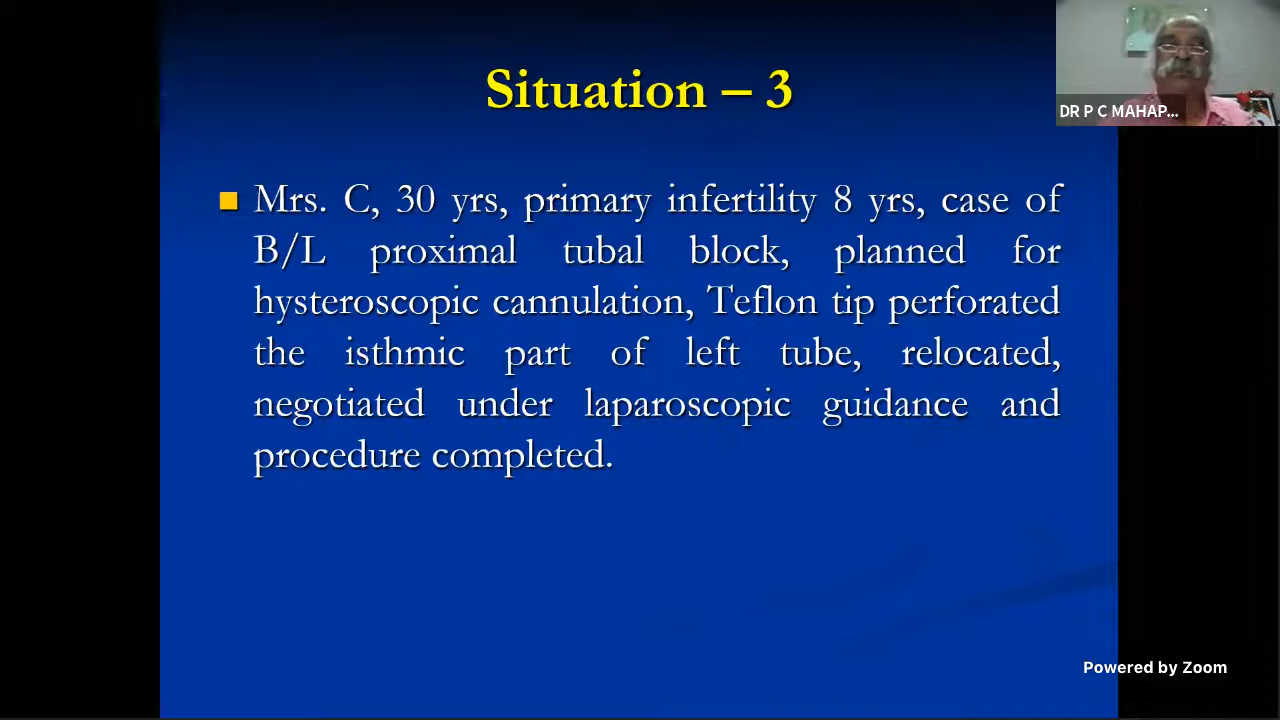 Situation – 3
DR P C MAHAP...
■ Mrs. C, 30 yrs, primary infertility 8 yrs, case of
B/L proximal tubal block, planned for
hysteroscopic cannulation, Teflon tip perforated
the isthmic part of left tube, relocated,
negotiated under laparoscopic guidance and
procedure completed.
Powered by Zoom